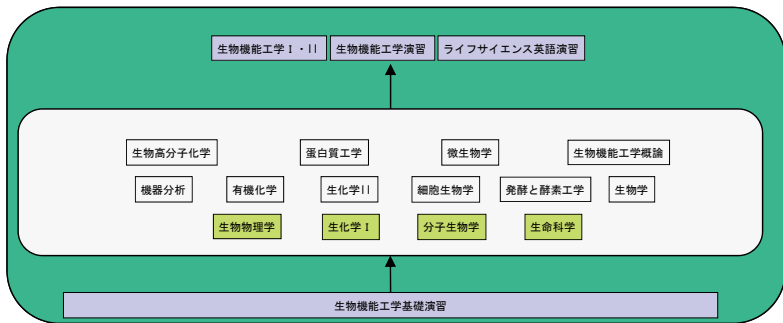 生物機能工学Ⅰ・II 生物機能工学演習 ライフサイエンス英語演習
生物高分子化学 蛋白質工学 微生物学 生物機能工学概論
機器分析 有機化学 生化学II 細胞生物学 発酵と酵素工学 生物学
生物物理学 生化学Ⅰ 分子生物学 生命科学
生物機能工学基礎演習